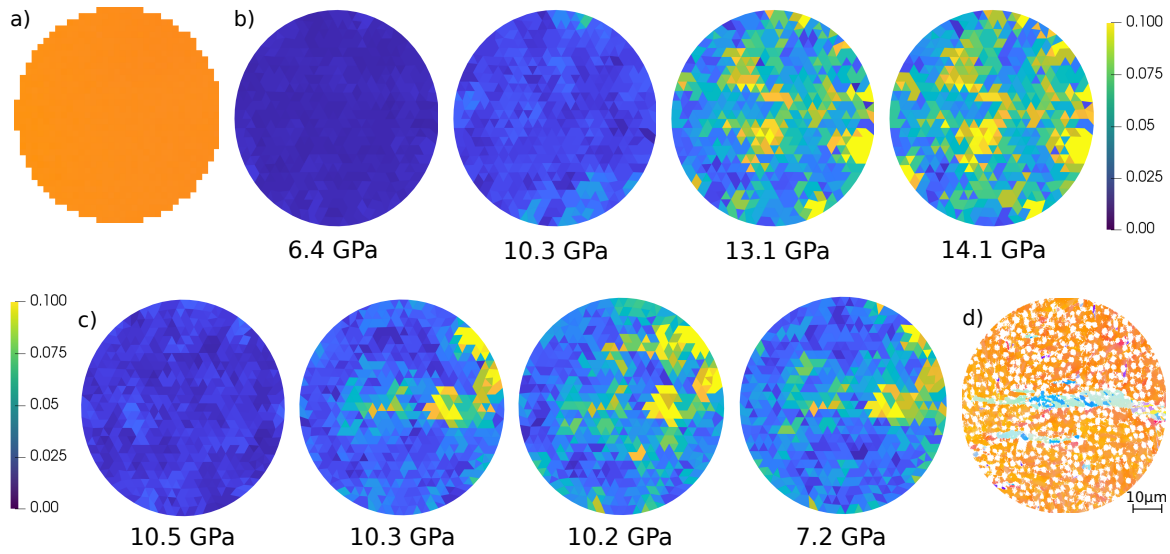 a)
b)
0.100
0.075
0.050
0.025
0.00
6.4 GPa
10.3 GPa
13.1 GPa
14.1 GPa
0.100
0.075
0.05
0.025
0.00
c)
d)
10μm
10.5 GPa
10.3 GPa
10.2 GPa
7.2 GPa